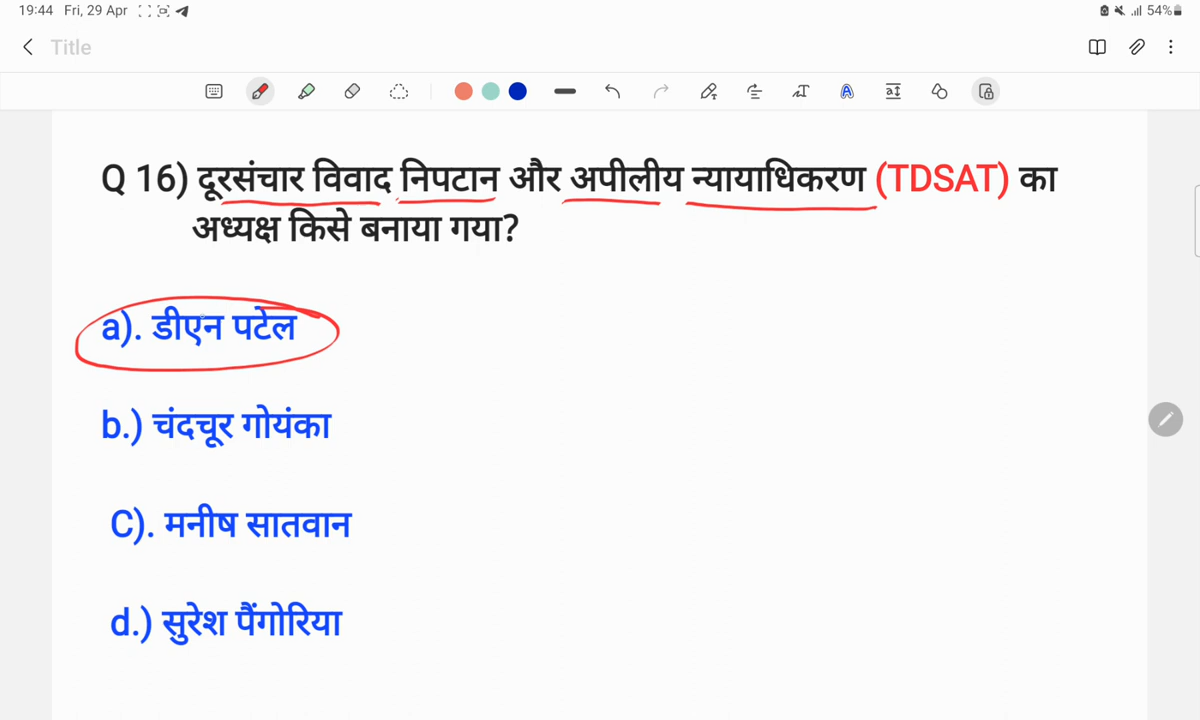 19:44 Fri, 29 Apr 54%
Title
Q 16) दूरसंचार विवाद निपटान और अपीलीय न्यायाधिकरण (TDSAT) का
अध्यक्ष किसे बनाया गया?
a). डीएन पटेल
b.) चंदचूर गोयंका
C). मनीष सातवान
d.) सुरेश पैंगोरिया